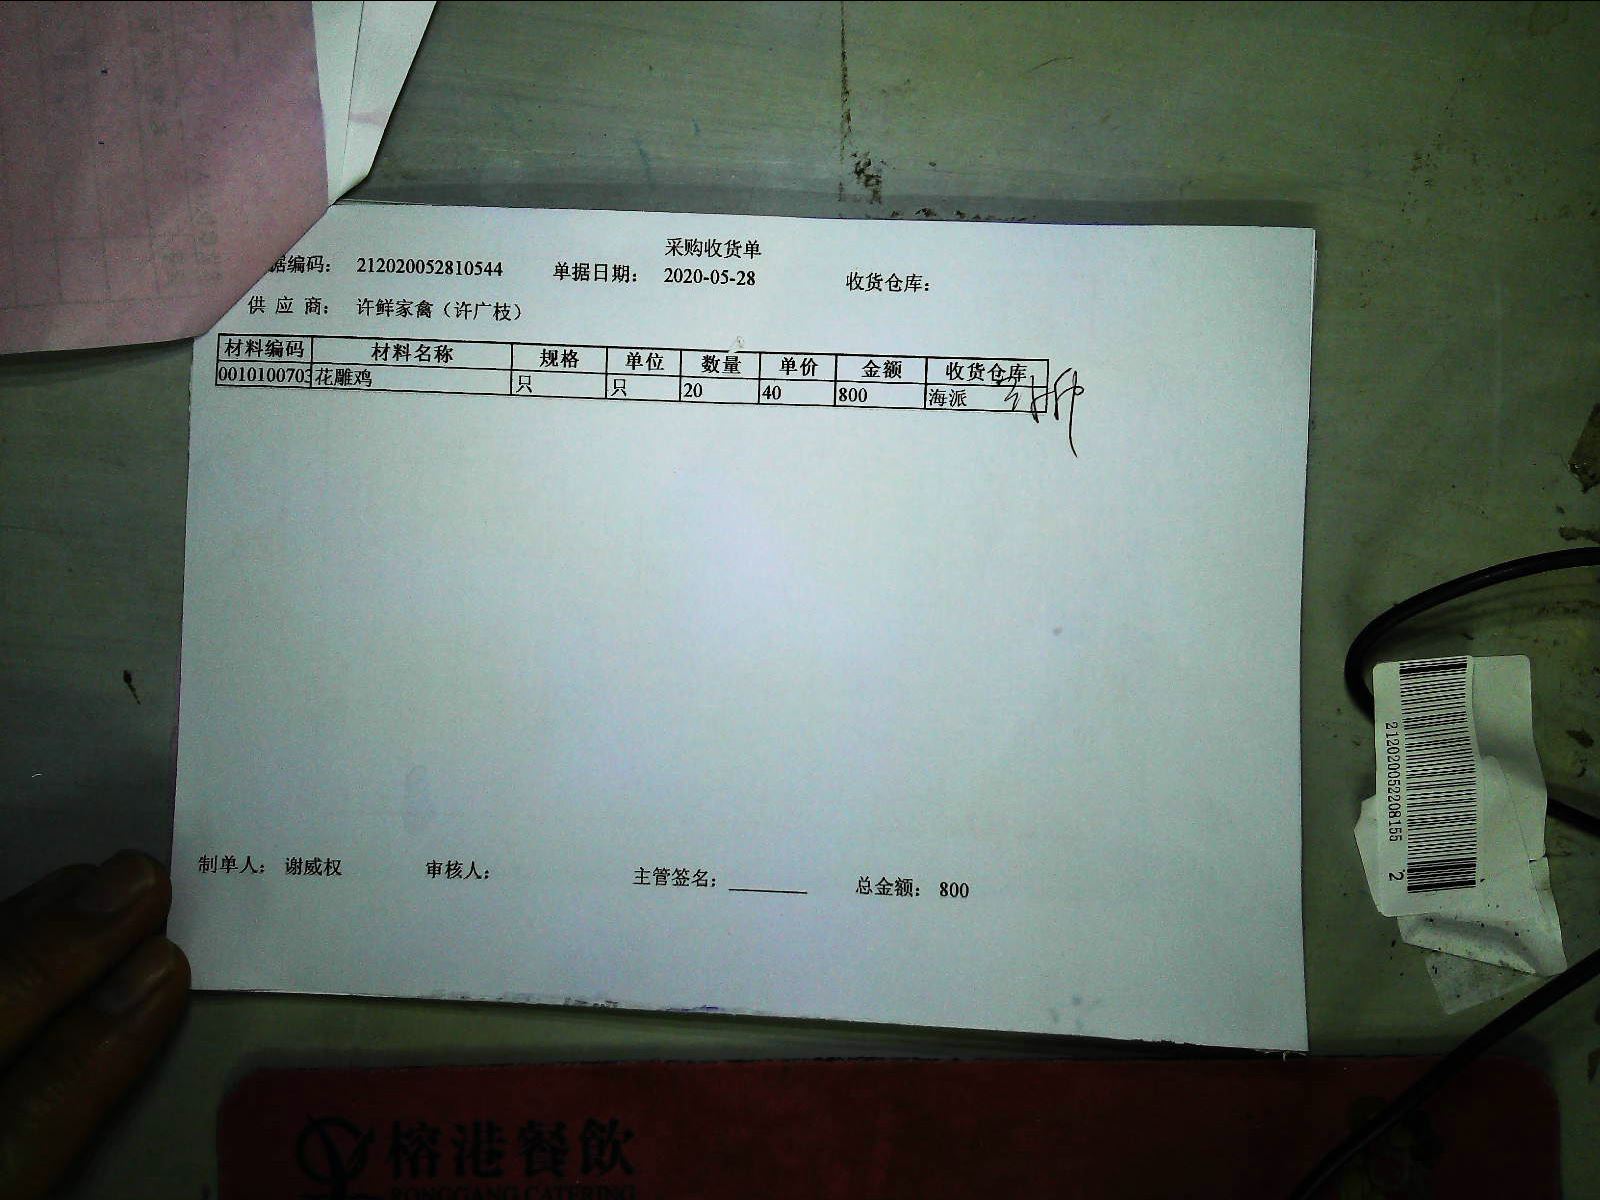 采购收货单
据编码： 212020052810544 单据日期： 2020-05-28 收货仓库：
供 应 商： 许鲜家禽（许广枝）
材料编码 材料名称 规格 单位 数量 单价 金额 收货仓库
0010100703 花雕鸡 只 只 20 40 800 海派
制单人： 谢威权 审核人： 主管签名： 总金额： 800
212020052208155 2
榕港餐飲
RONGGANG CATERING